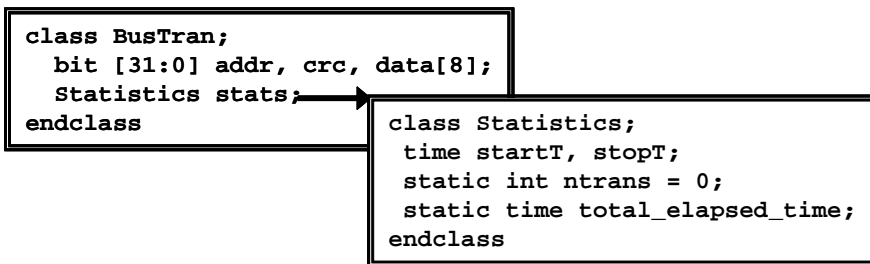 class BusTran;
bit [31:0] addr, crc, data[8];
Statistics stats;
endclass
class Statistics;
time startT, stopT;
static int ntrans = 0;
static time total_elapsed_time;
endclass